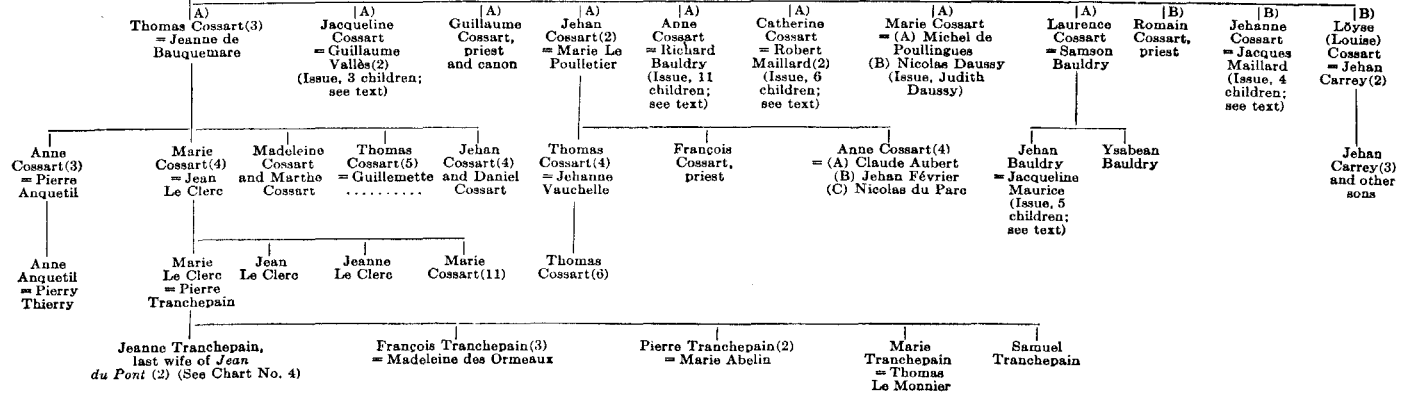 (A)
Thomas Cossart(3)
= Jeanne de
Bauquemare
(A)
Jacqueline
Cossart
= Guillaume
Vallès(2)
(Issue, 3 children;
see text)
(A)
Guillaume
Cossart,
priest
and canon
(A)
Jehan
Cossart(2)
= Marie Le
Poulletier
(A)
Anne
Cossart
= Richard
Bauldry
(Issue, 11
children;
see text)
(A)
Catherine
Cossart
= Robert
Maillard(2)
(Issue, 6
children;
see text)
(A)
Marie Cossart
= (A) Michel de
Poullingues
(B) Nicolas Daussy
(Issue, Judith
Daussy)
(A)
Laurence
Cossart
= Samson
Bauldry
(B)
Romain
Cossart,
priest
(B)
Jehanne
Cossart
= Jacques
Maillard
(Issue, 4
children;
see text)
(B)
Löyse
(Louise)
Cossart
= Jehan
Carrey(2)
Anne
Cossart(3)
= Pierre
Anquetil
Marie
Cossart(4)
= Jean
Le Clerc
Madeleine
Cossart
and Marthe
Cossart
Thomas
Cossart(5)
= Guillemette
..........
Jehan
Cossart(4)
and Daniel
Cossart
Thomas
Cossart(4)
= Jehanne
Vauchelle
François
Cossart,
priest
Anne Cossart(4)
= (A) Claude Aubert
(B) Jehan Février
(C) Nicolas du Parc
Jehan
Bauldry
= Jacqueline
Maurice
(Issue, 5
children;
see text)
Ysabeau
Bauldry
Jehan
Carrey(3)
and other
sons
Anne
Anquetil
= Pierry
Thierry
Marie
Le Clerc
= Pierre
Tranchepain
Jean
Le Clerc
Jeanne
Le Clerc
Marie
Cossart(11)
Thomas
Cossart(6)
Jeanne Tranchepain,
last wife of Jean
du Pont (2) (See Chart No. 4)
François Tranchepain(3)
= Madeleine des Ormeaux
Pierre Tranchepain(2)
= Marie Abelin
Marie
Tranchepain
= Thomas
Le Monnier
Samuel
Tranchepain